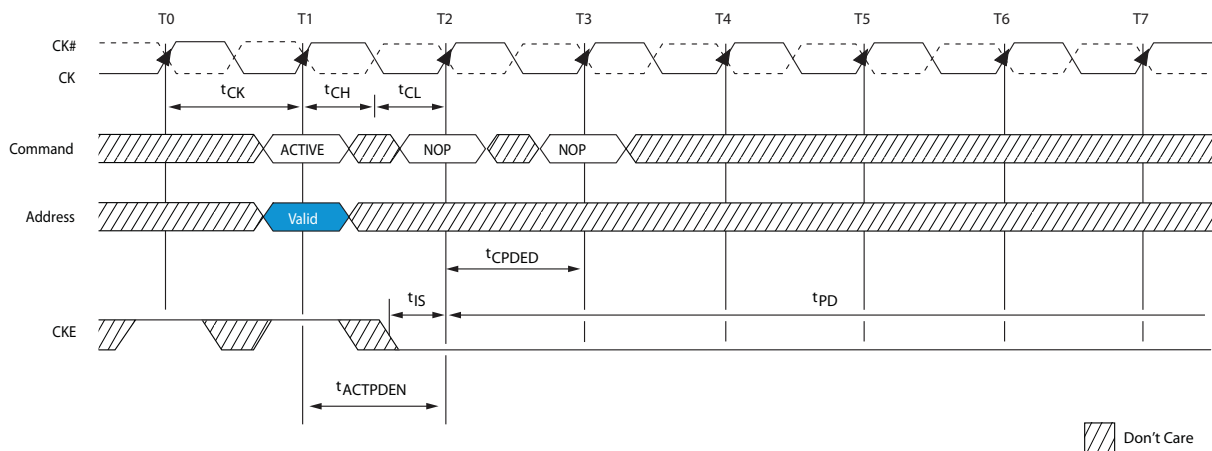 T0 T1 T2 T3 T4 T5 T6 T7
CK#
CK
tCK tCH tCL
Command ACTIVE NOP NOP
Address Valid
tCPDED
tIS tPD
CKE
tACTPDEN
Don't Care